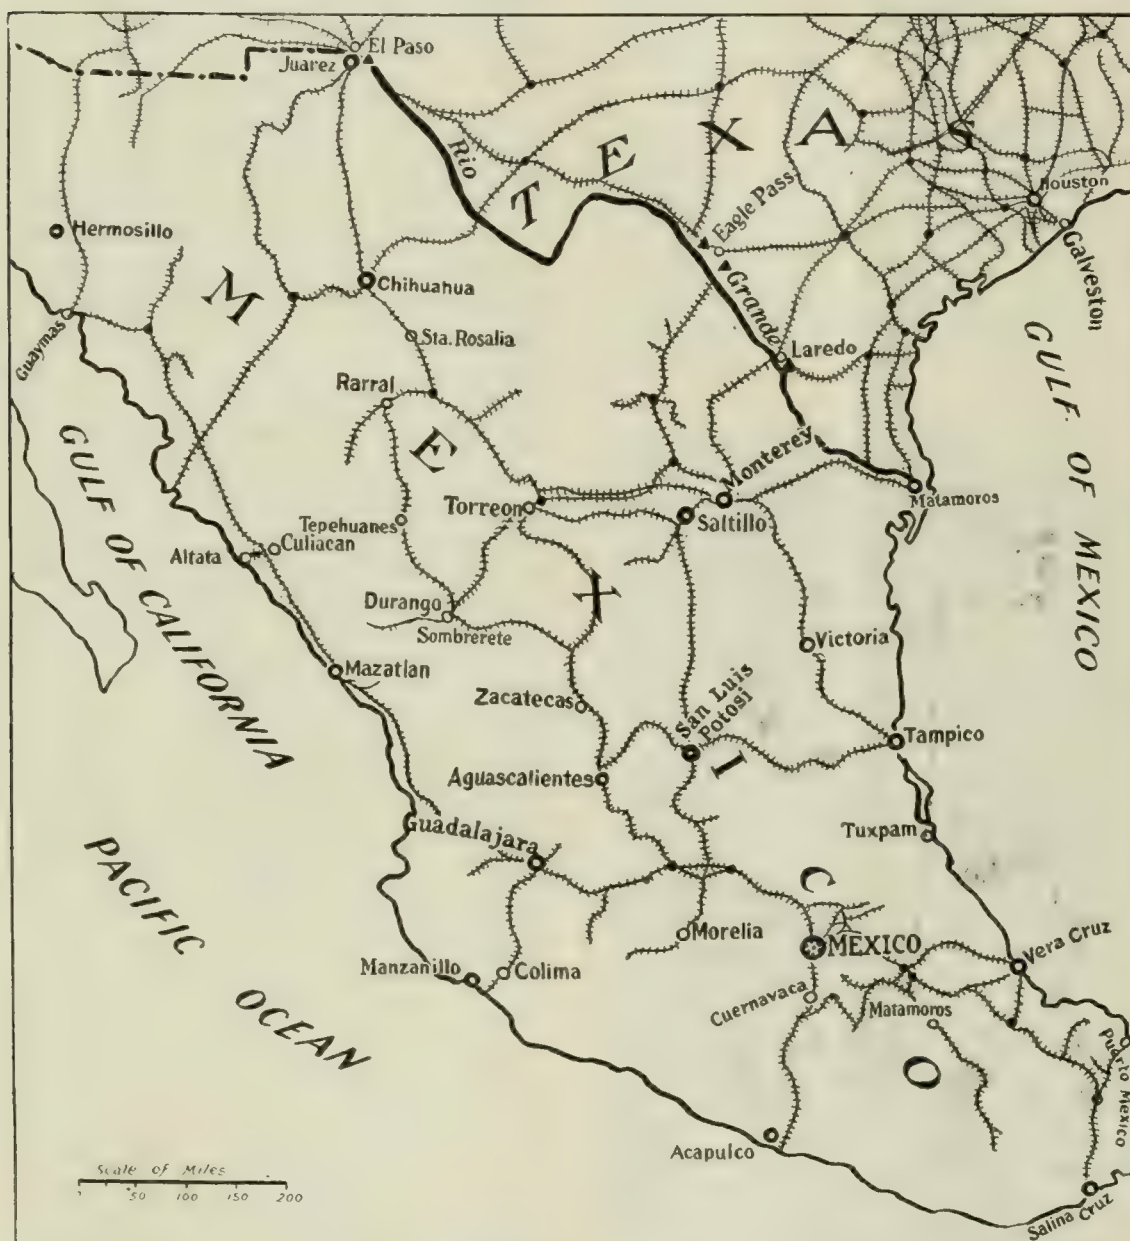 El Paso
Juarez
TEXAS
Rio
Grande
Eagle Pass
Houston
Galveston
Hermosillo
Chihuahua
Guaymas
Sta. Rosalia
Laredo
Rarral
GULF OF MEXICO
GULF OF CALIFORNIA
MEXICO
Monterey
Matamoros
Torreon
Saltillo
Tepehuanes
Culiacan
Altata
Durango
Sombrerete
Victoria
Mazatlan
Zacatecas
San Luis
Potosi
Tampico
Aguascalientes
Guadalajara
Tuxpam
PACIFIC
OCEAN
Morelia
MEXICO
Vera Cruz
Manzanillo
Colima
Cuernavaca
Matamoros
Puerto Mexico
Acapulco
Salina Cruz
Scale of Miles
0 50 100 150 200